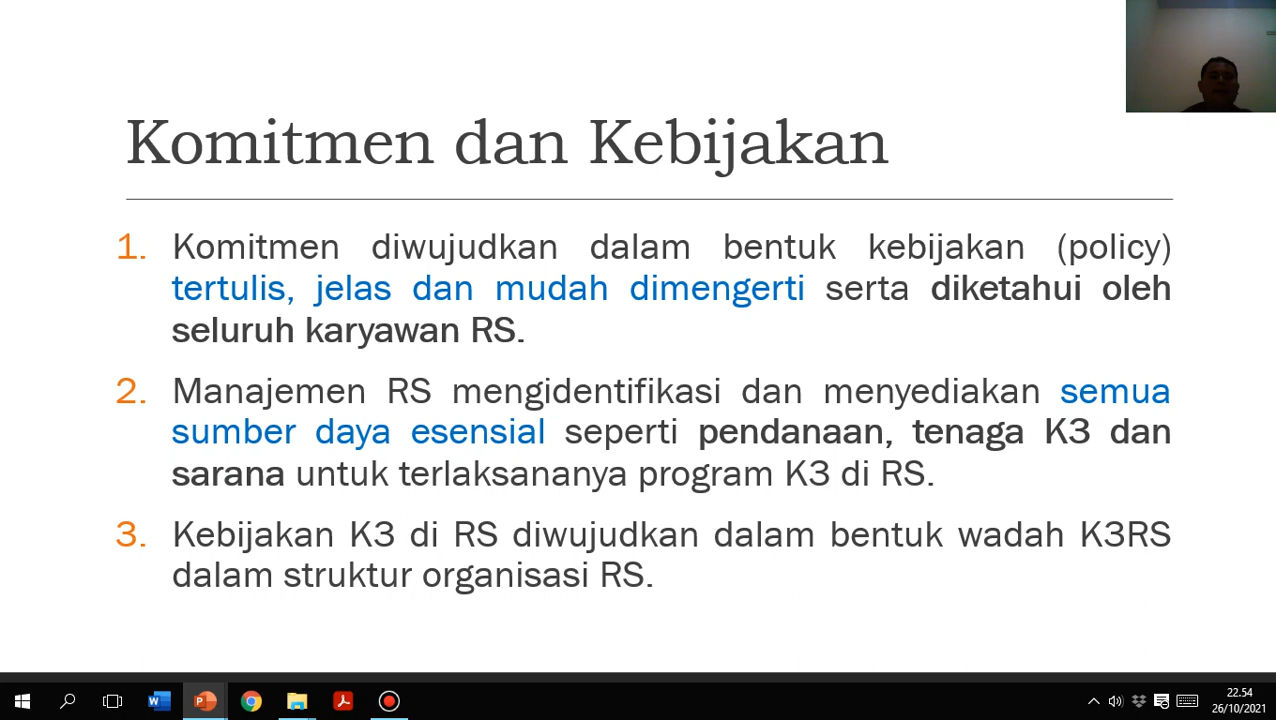 Komitmen dan Kebijakan
1. Komitmen diwujudkan dalam bentuk kebijakan (policy)
tertulis, jelas dan mudah dimengerti serta diketahui oleh
seluruh karyawan RS.
2. Manajemen RS mengidentifikasi dan menyediakan semua
sumber daya esensial seperti pendanaan, tenaga K3 dan
sarana untuk terlaksananya program K3 di RS.
3. Kebijakan K3 di RS diwujudkan dalam bentuk wadah K3RS
dalam struktur organisasi RS.
22.54
26/10/2021